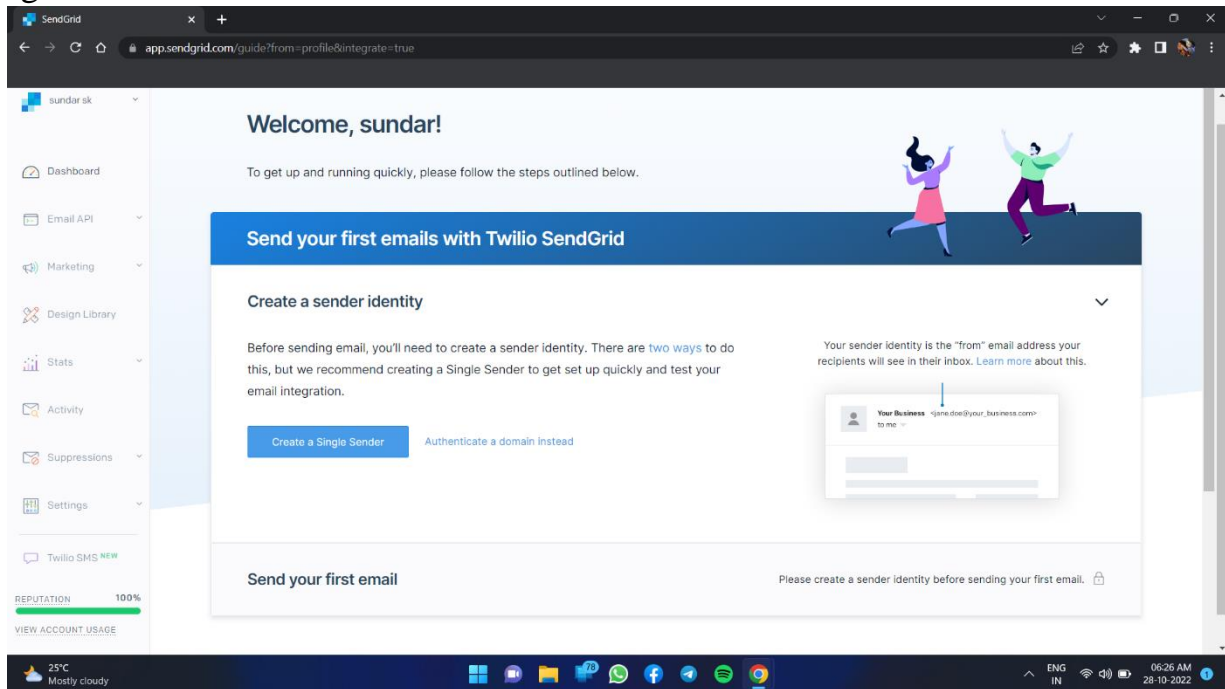 SendGrid
app.sendgrid.com/guide?from=profile&integrate=true
sundar sk
Dashboard
Email API
Marketing
Design Library
Stats
Activity
Suppressions
Settings
Twilio SMS NEW
REPUTATION 100%
VIEW ACCOUNT USAGE
Welcome, sundar!
To get up and running quickly, please follow the steps outlined below.
Send your first emails with Twilio SendGrid
Create a sender identity
Before sending email, you'll need to create a sender identity. There are two ways to do
this, but we recommend creating a Single Sender to get set up quickly and test your
email integration.
Create a Single Sender Authenticate a domain instead
Your sender identity is the "from" email address your
recipients will see in their inbox. Learn more about this.
Your Business <jane.doe@your_business.com>
to me
Send your first email
Please create a sender identity before sending your first email.
25°C
Mostly cloudy
78
ENG
IN
06:26 AM
28-10-2022
1